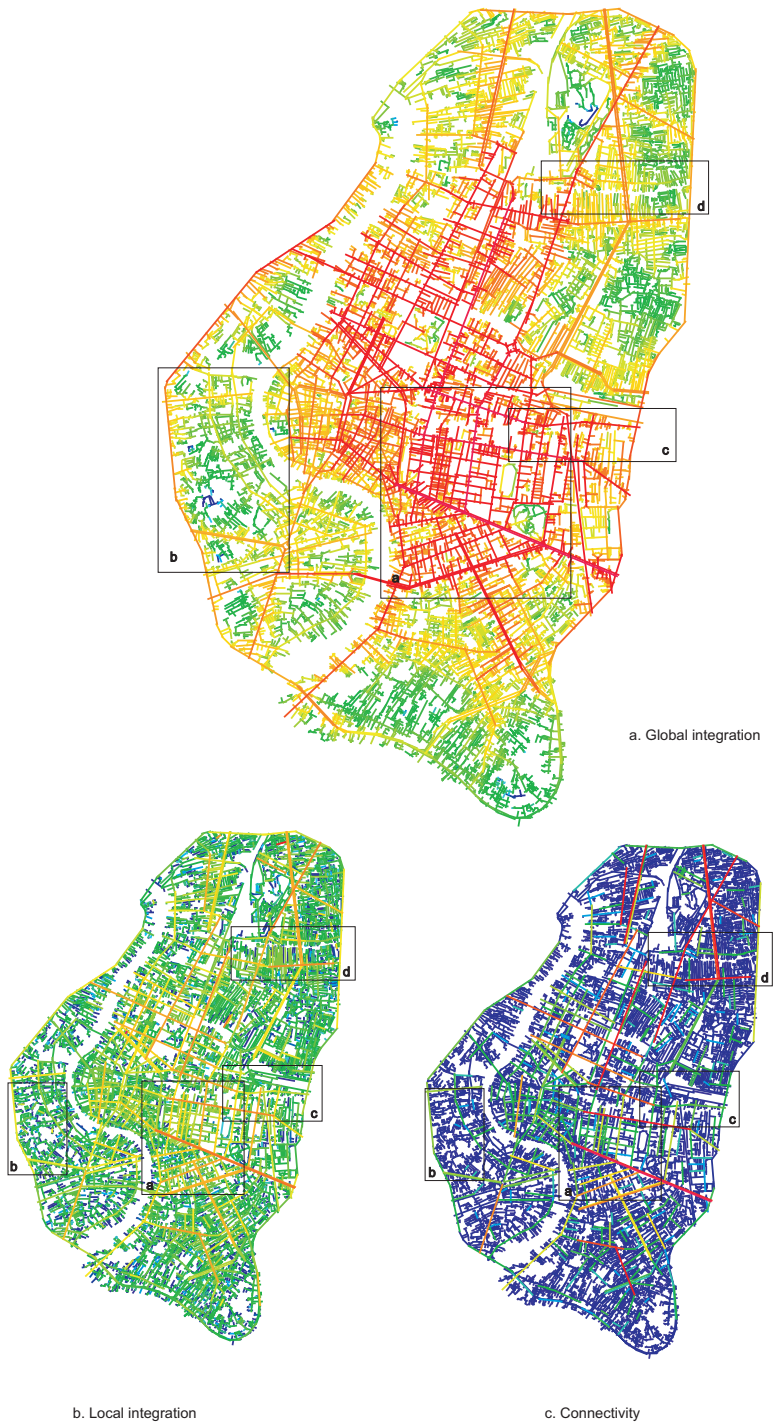 d
c
b
a
a. Global integration
d
c
b
a
d
c
b
a
b. Local integration
c. Connectivity